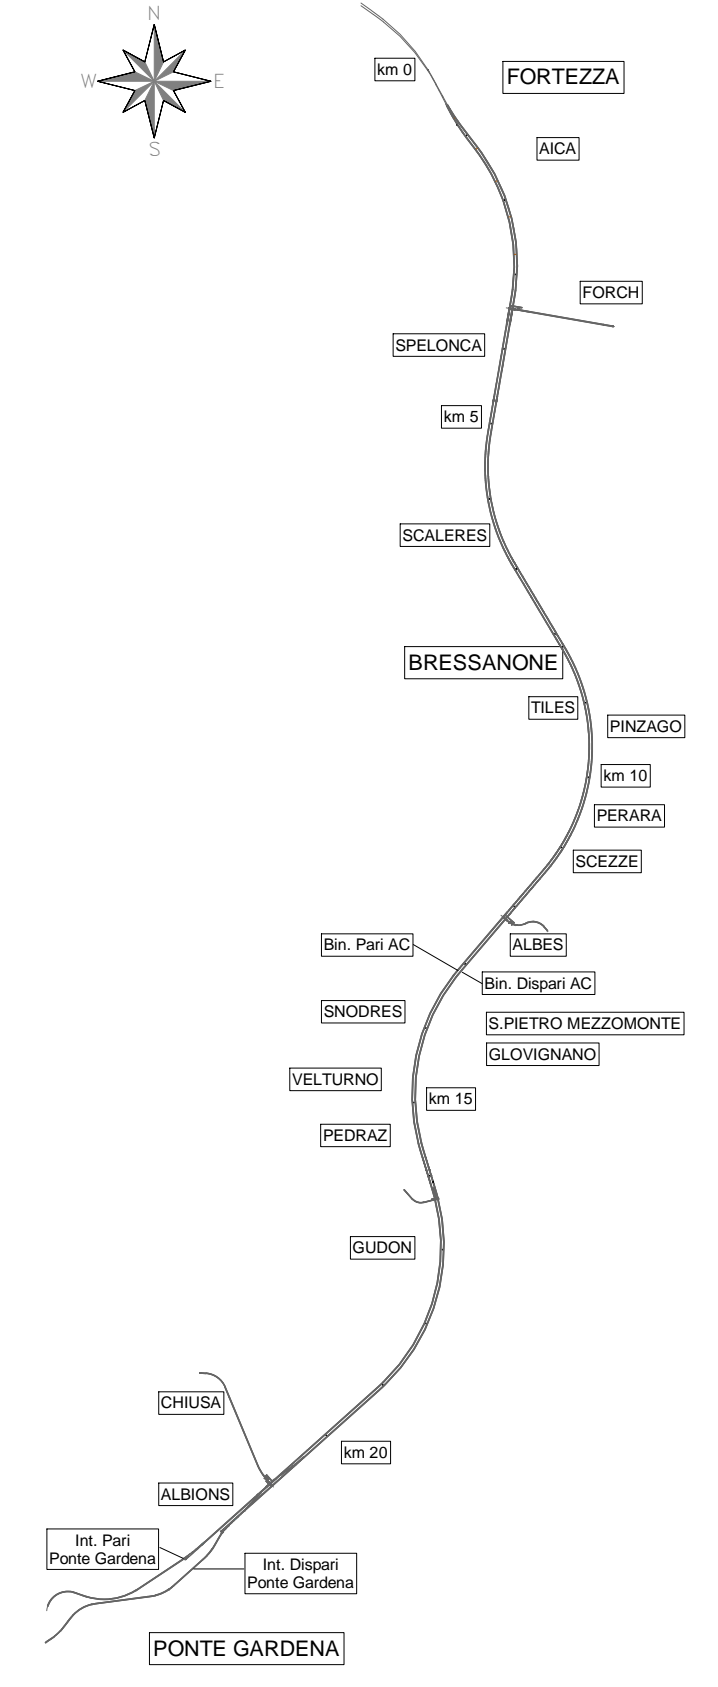 N
km 0
FORTEZZA
W
E
S
AICA
FORCH
SPELONCA
km 5
SCALERES
BRESSANONE
TILES
PINZAGO
km 10
PERARA
SCEZZE
Bin. Pari AC
ALBES
Bin. Dispari AC
SNODRES
S.PIETRO MEZZOMONTE
GLOVIGNANO
VELTURNO
km 15
PEDRAZ
GUDON
CHIUSA
km 20
ALBIONS
Int. Pari
Ponte Gardena
Int. Dispari
Ponte Gardena
PONTE GARDENA